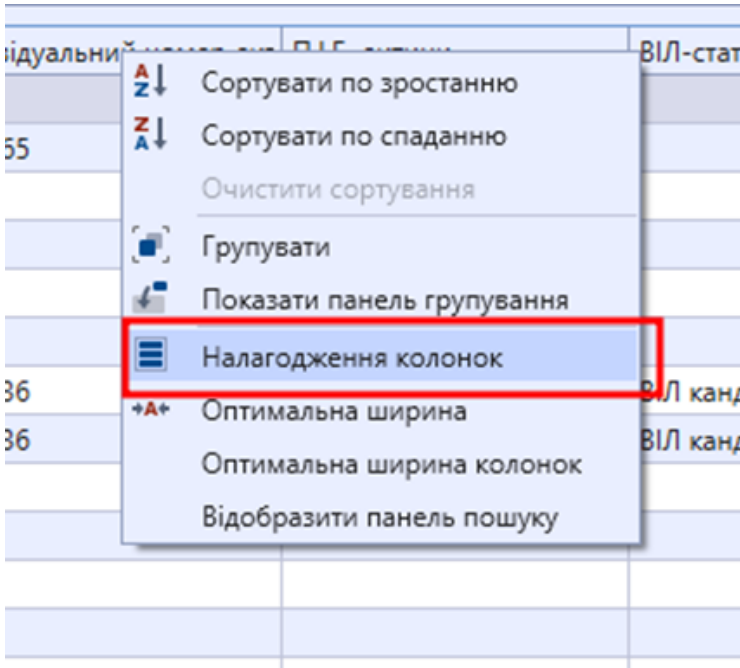 ВІЛ-стат
Сортувати по зростанню
65
Сортувати по спаданню
Очистити сортування
Групувати
Показати панель групування
Налагодження колонок
36
ВІЛ канд
Оптимальна ширина
36
ВІЛ канд
Оптимальна ширина колонок
Відобразити панель пошуку